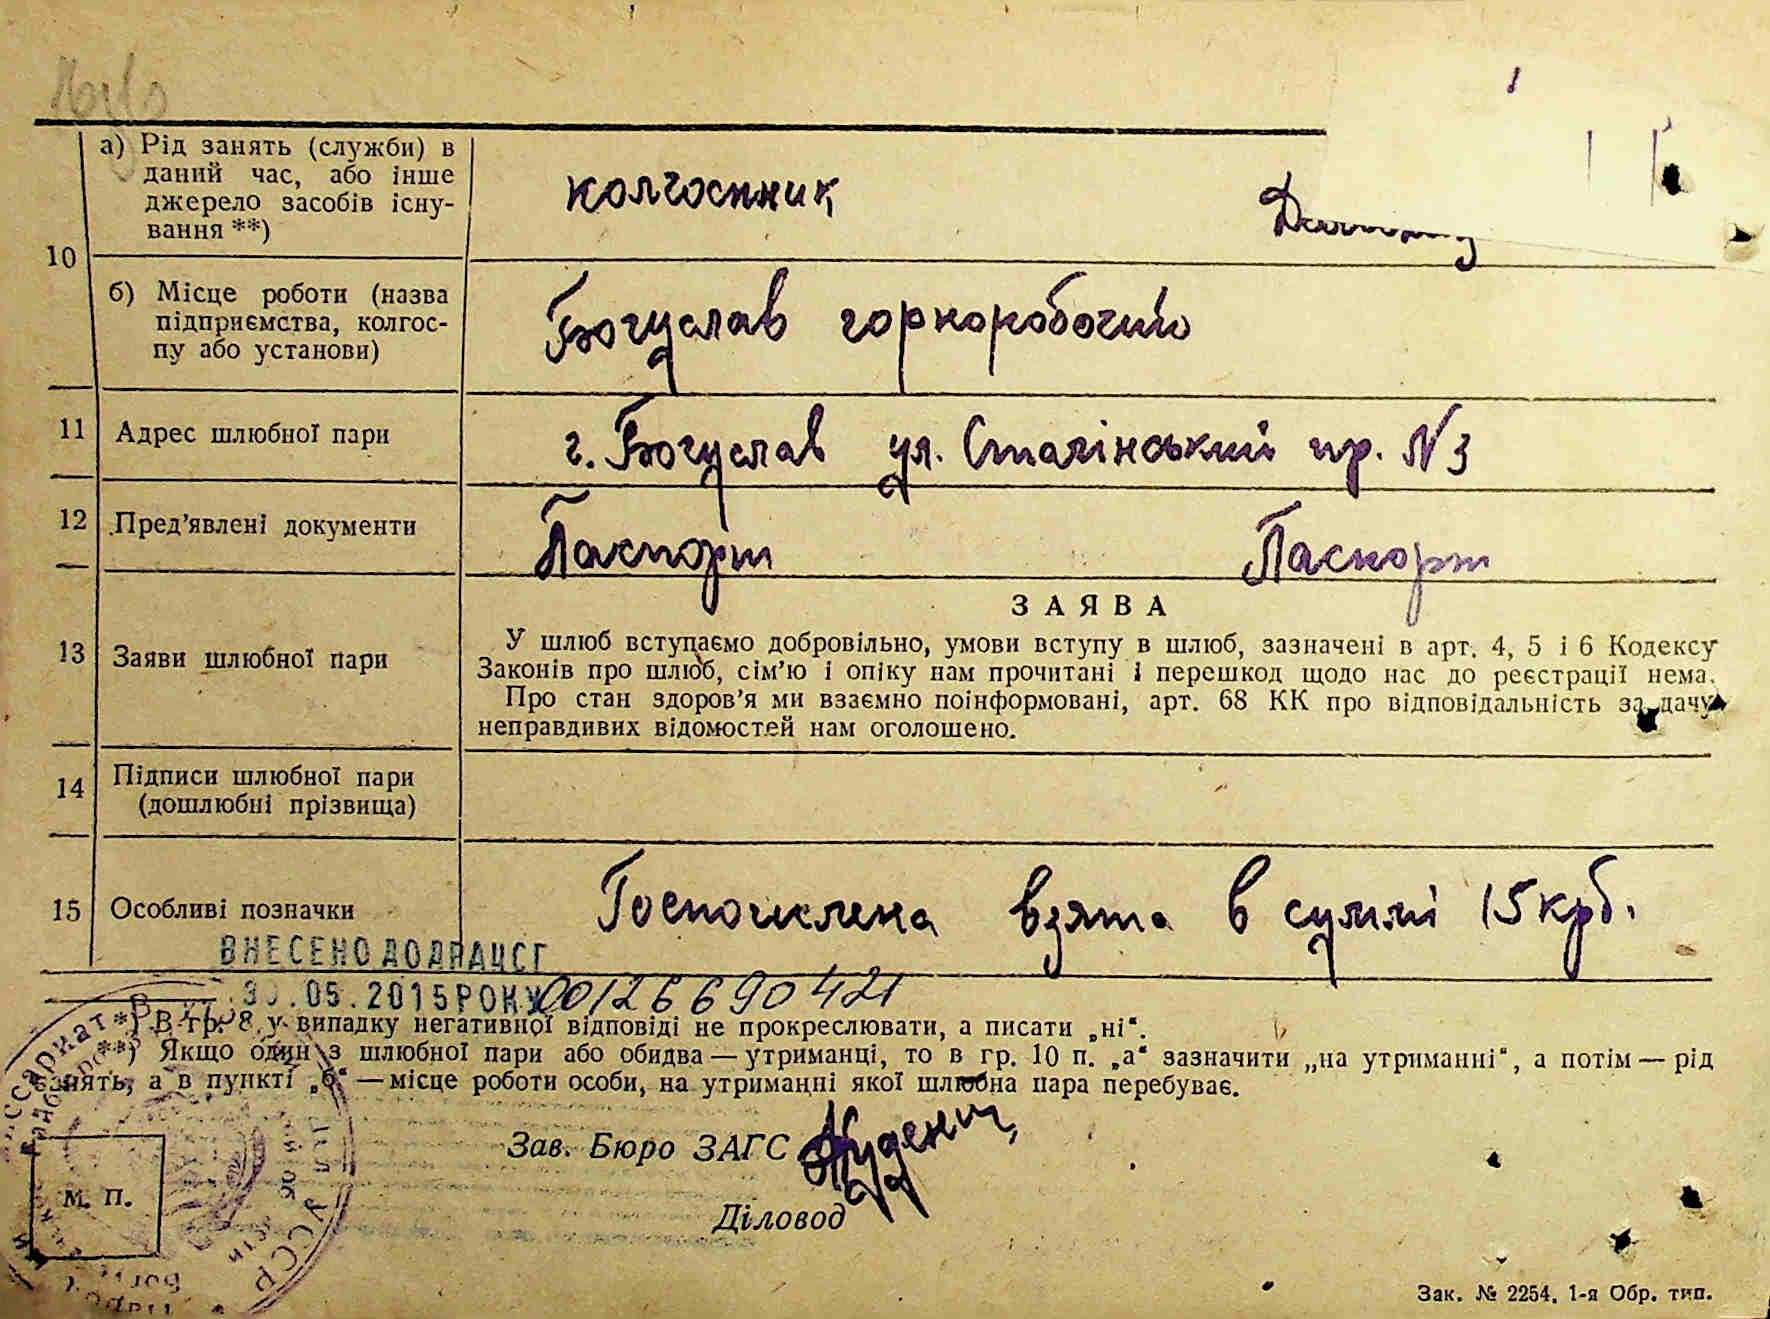 а) Рід занять (служби) в
даний час, або інше
джерело засобів існу-
вання **)
колгоспник
10
б) Місце роботи (назва
підприємства, колгос-
пу або установи)
Богуслав горкоробочий
11 Адрес шлюбної пари
г. Богуслав ул. Сталінський пр. N 3
12 Пред’явлені документи
Паспорт Паспорт
ЗАЯВА
13 Заяви шлюбної пари
У шлюб вступаємо добровільно, умови вступу в шлюб, зазначені в арт. 4, 5 і 6 Кодексу
Законів про шлюб, сім’ю і опіку нам прочитані і перешкод щодо нас до реєстрації нема.
Про стан здоров’я ми взаємно поінформовані, арт. 68 КК про відповідальність за дачу
неправдивих відомостей нам оголошено.
14 Підписи шлюбної пари
(дошлюбні прізвища)
15 Особливі позначки
Госпошлена взята в суммі 15 крб.
ВНЕСЕНО ДО ДРАЦСГ
30.05.2015 РОКУ 00126690421
*) В гр. 8 у випадку негативної відповіді не прокреслювати, а писати „ні“.
**) Якщо один з шлюбної пари або обидва — утриманці, то в гр. 10 п. „а“ зазначити „на утриманні“, а потім — рід
занять, а в пункті „б“ — місце роботи особи, на утриманні якої шлюбна пара перебуває.
Зав. Бюро ЗАГС
М. П.
Діловод
УССР
Зак. № 2254. 1-я Обр. тип.